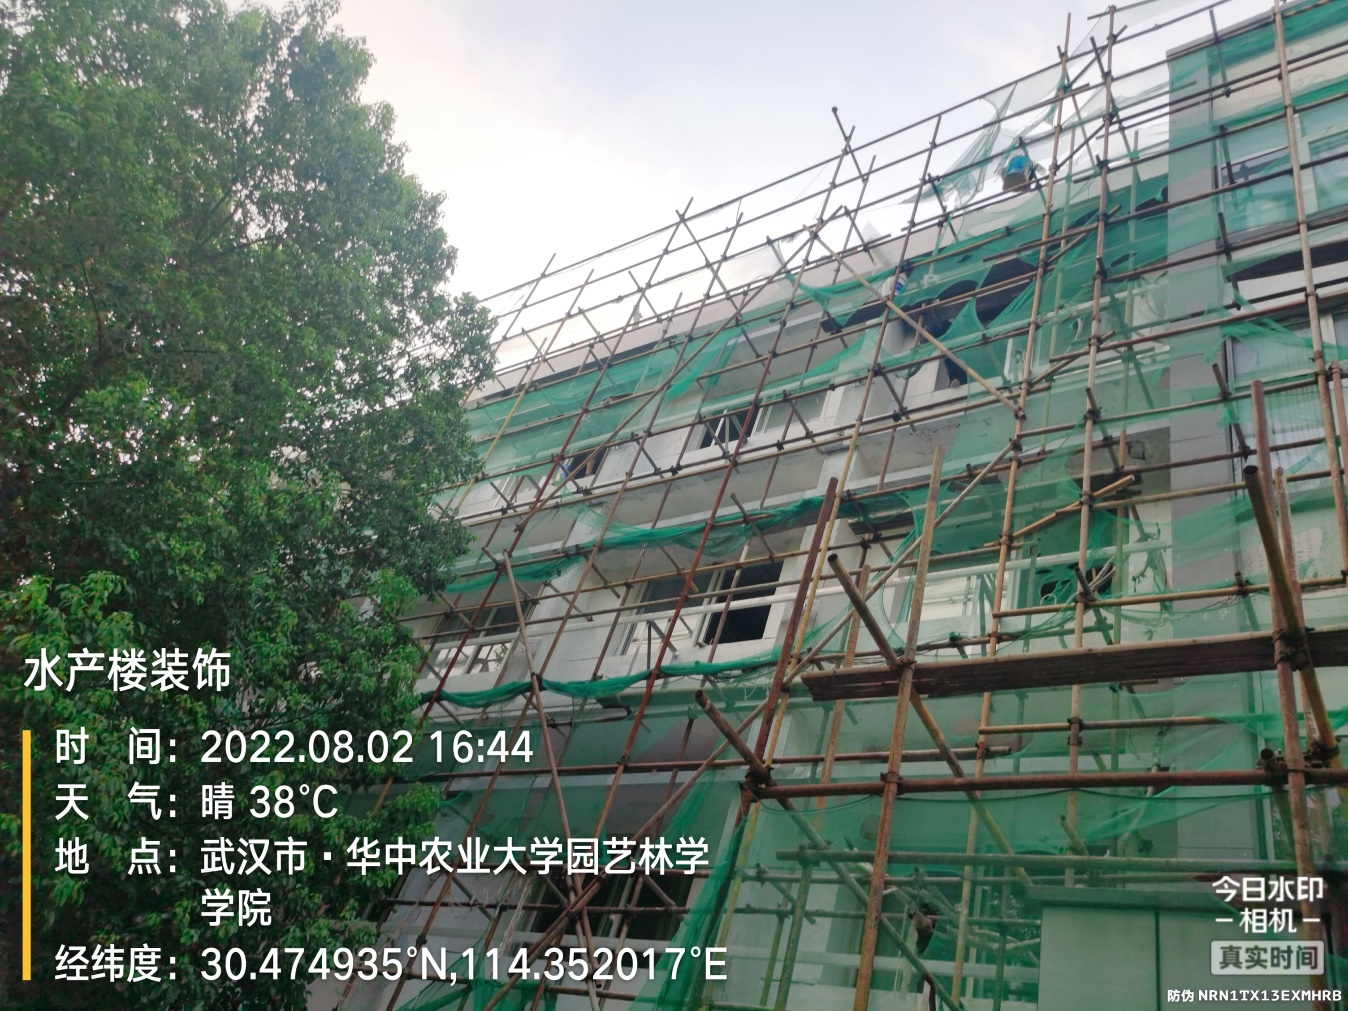 水产楼装饰
时 间：2022.08.02 16:44
天 气：晴 38℃
地 点：武汉市·华中农业大学园艺林学
学院
经纬度：30.474935°N,114.352017°E
今日水印
相机
真实时间
防伪 NRN1TX13EXMHRB